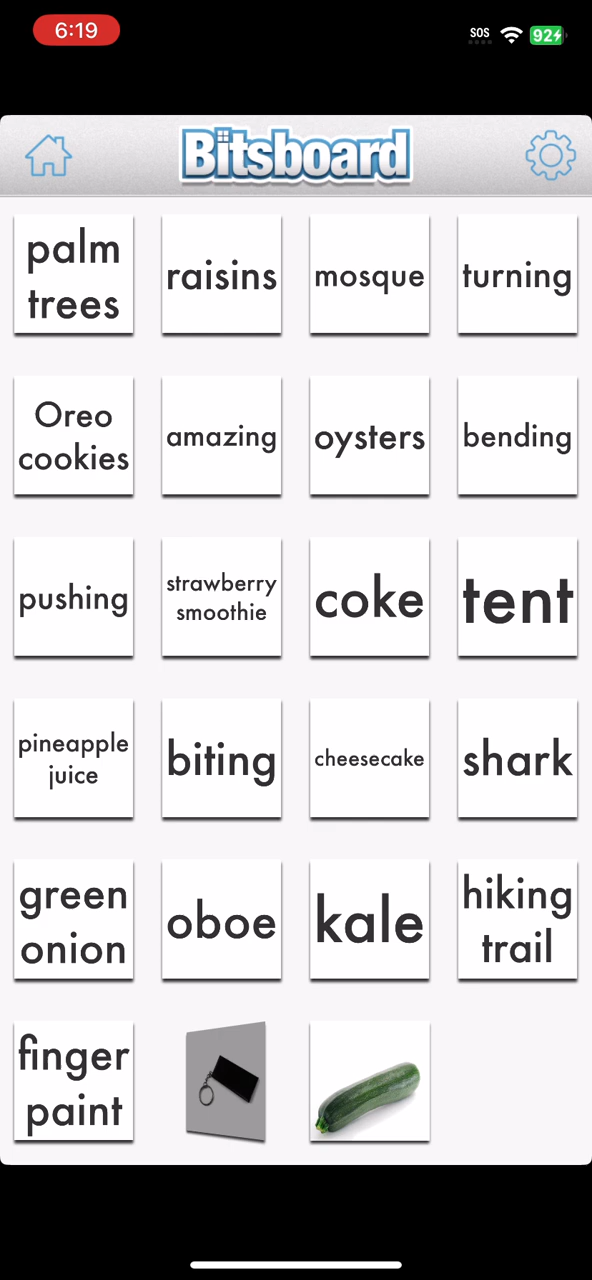 6:19
SOS
92
Bitsboard
palm
trees
raisins
mosque
turning
Oreo
cookies
amazing
oysters
bending
pushing
strawberry
smoothie
coke
tent
pineapple
juice
biting
cheesecake
shark
green
onion
oboe
kale
hiking
trail
finger
paint